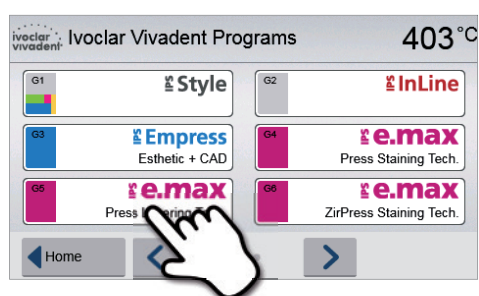 ivoclar vivadent Ivoclar Vivadent Programs 403°C
G1 IPS Style
G2 IPS InLine
G3 IPS Empress
Esthetic + CAD
G4 IPS e.max
Press Staining Tech.
G5 IPS e.max
Press
G6 IPS e.max
ZirPress Staining Tech.
Home